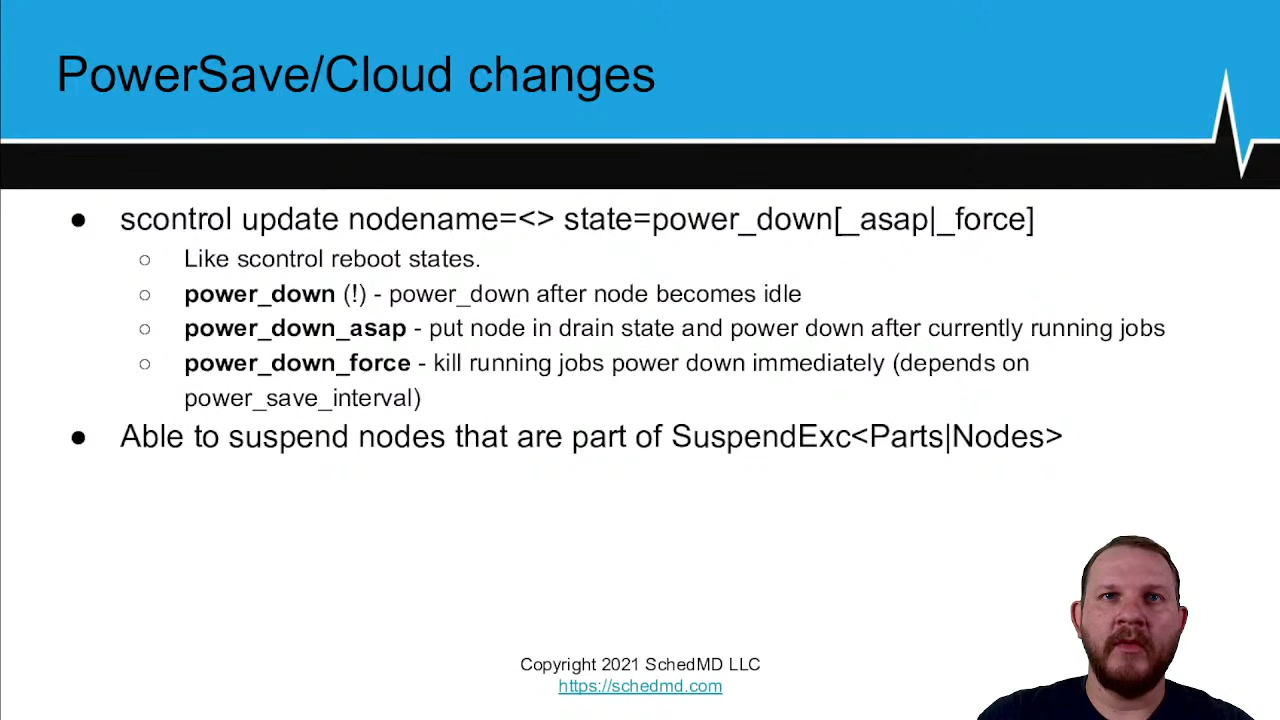 PowerSave/Cloud changes
● scontrol update nodename=<> state=power_down[_asap|_force]
○ Like scontrol reboot states.
○ power_down (!) - power_down after node becomes idle
○ power_down_asap - put node in drain state and power down after currently running jobs
○ power_down_force - kill running jobs power down immediately (depends on
power_save_interval)
● Able to suspend nodes that are part of SuspendExc<Parts|Nodes>
Copyright 2021 SchedMD LLC
https://schedmd.com